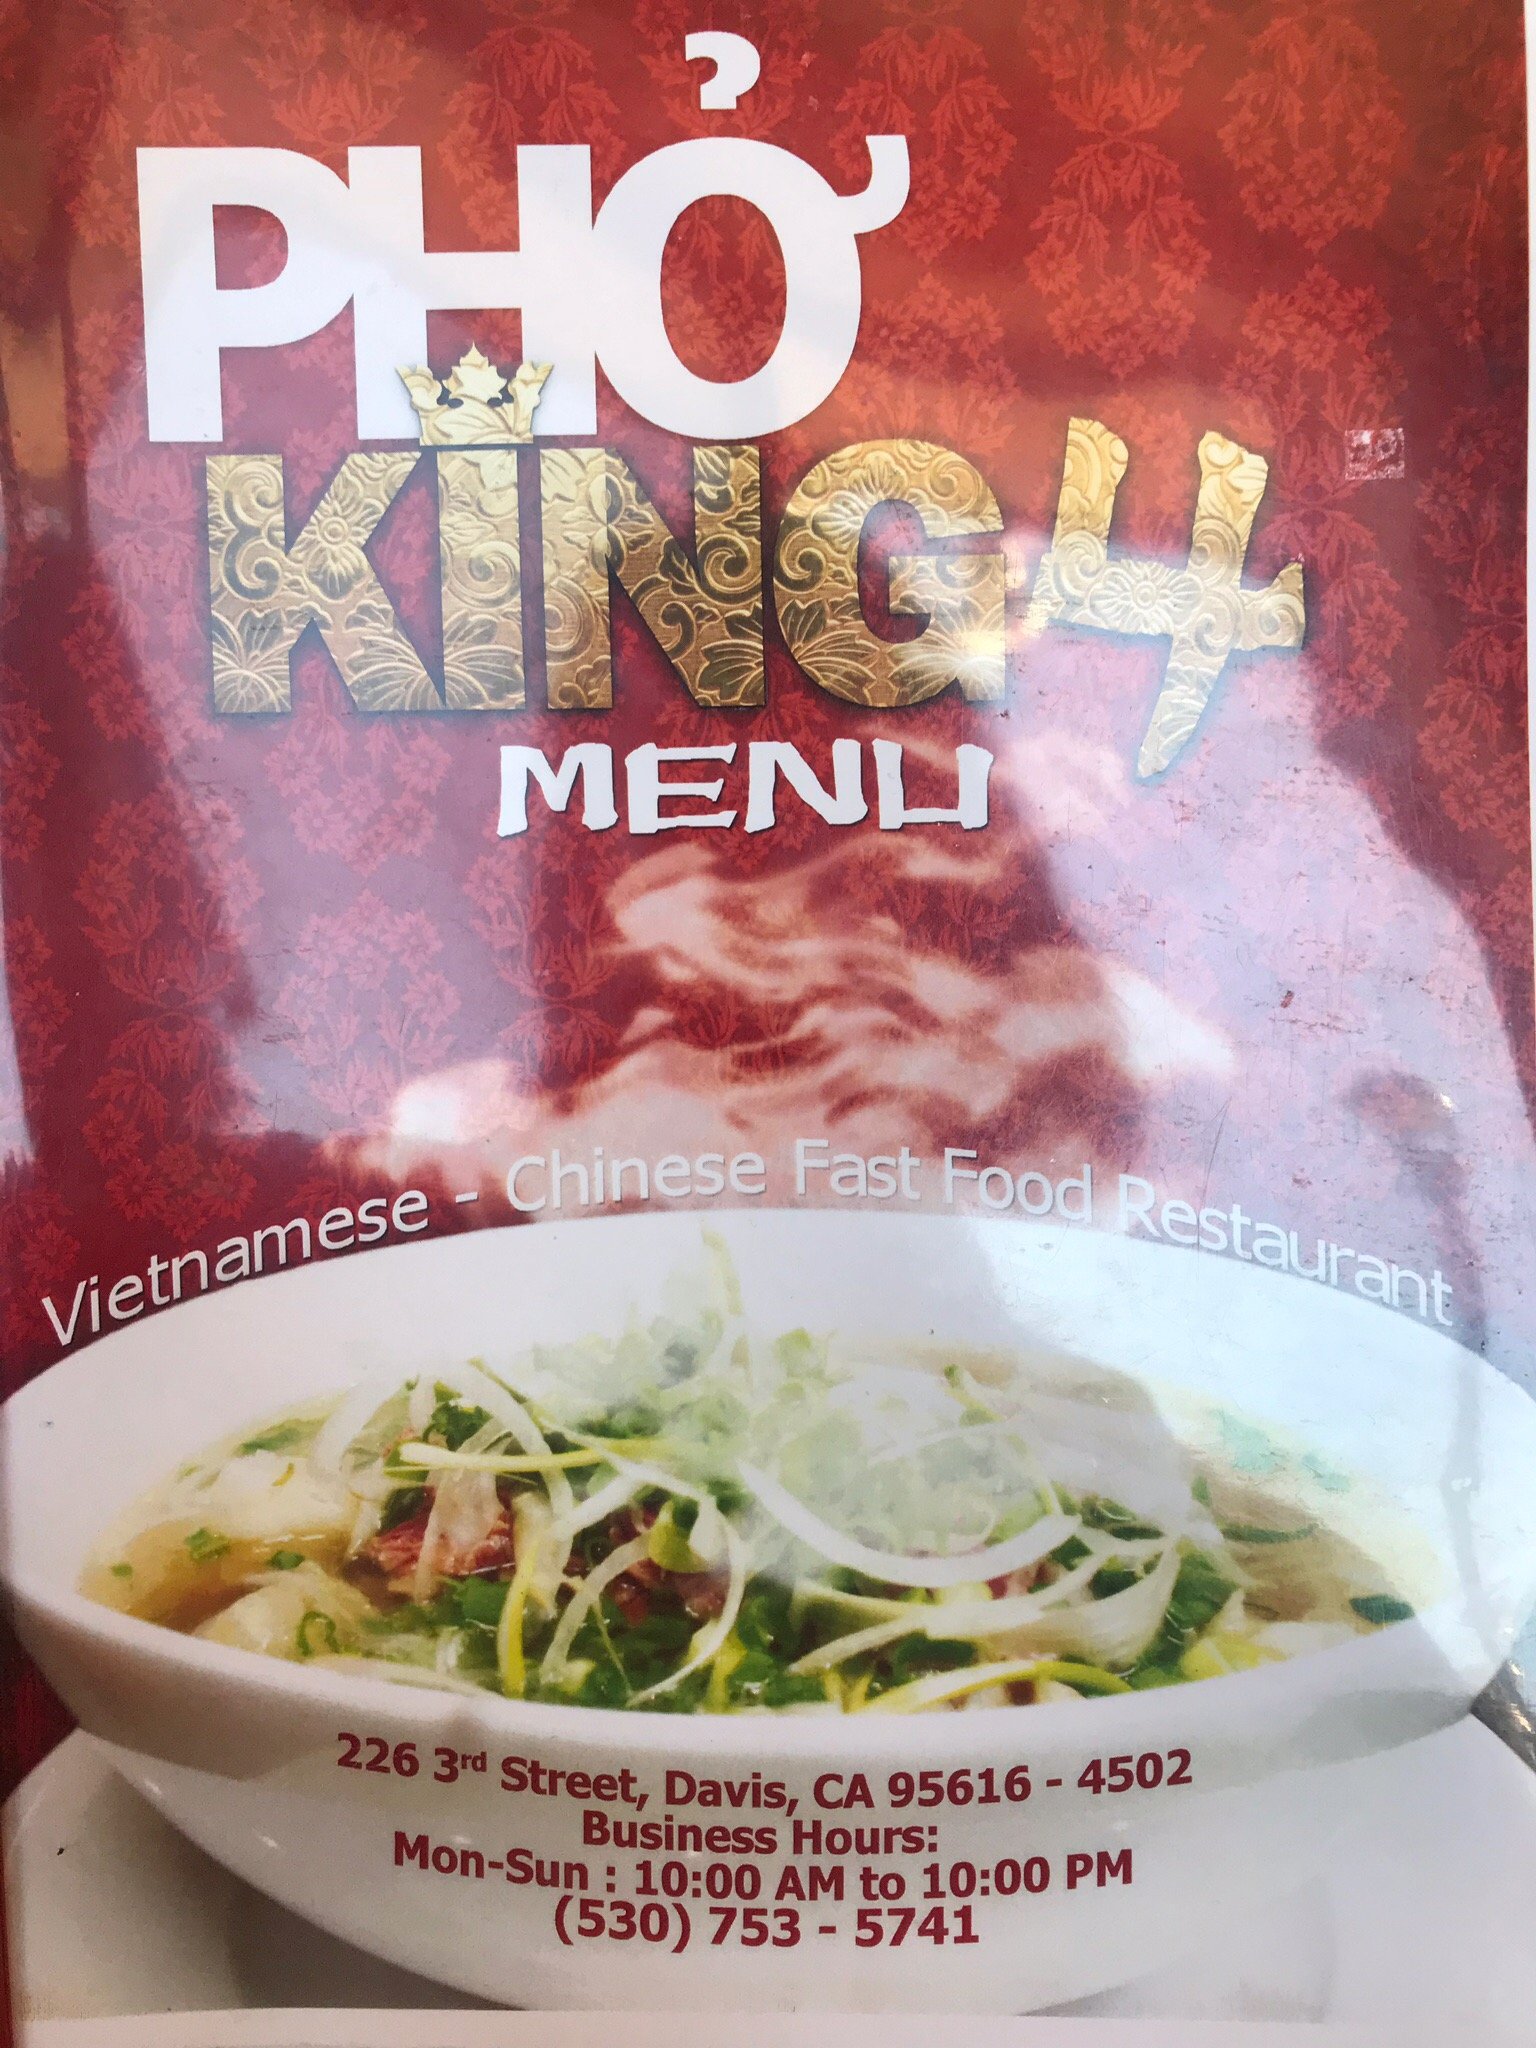 PHỞ
KING 4
MENU
Vietnamese - Chinese Fast Food Restaurant
226 3rd Street, Davis, CA 95616 - 4502
Business Hours:
Mon-Sun : 10:00 AM to 10:00 PM
(530) 753 - 5741